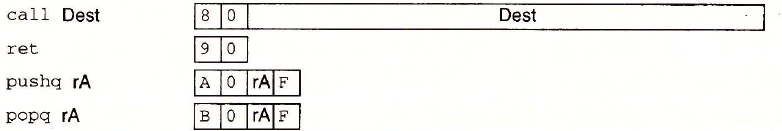 call Dest 8 0 Dest
ret 9 0
pushq rA A 0 rA F
popq rA B 0 rA F